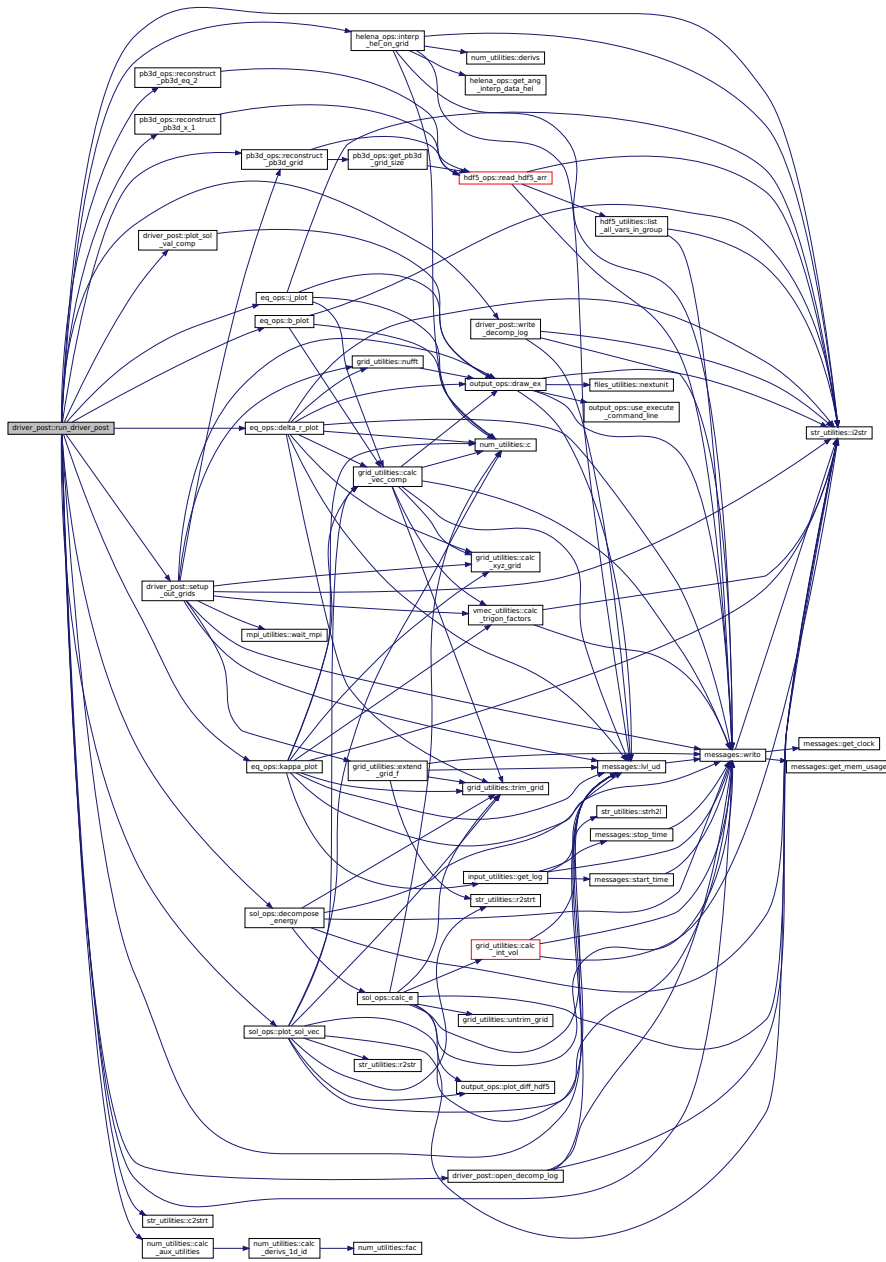 helena_ops::interp
_hel_on_grid
num_utilities::derivs
pb3d_ops::reconstruct
_pb3d_eq_2
helena_ops::get_ang
_interp_data_hel
pb3d_ops::reconstruct
_pb3d_x_1
pb3d_ops::reconstruct
_pb3d_grid
pb3d_ops::get_pb3d
_grid_size
hdf5_ops::read_hdf5_arr
hdf5_utilities::list
_all_vars_in_group
driver_post::plot_sol
_val_comp
eq_ops::j_plot
eq_ops::b_plot
driver_post::write
_decomp_log
grid_utilities::nufft
output_ops::draw_ex
files_utilities::nextunit
output_ops::use_execute
_command_line
driver_post::run_driver_post
eq_ops::delta_r_plot
str_utilities::i2str
num_utilities::c
grid_utilities::calc
_vec_comp
grid_utilities::calc
_xyz_grid
driver_post::setup
_out_grids
vmec_utilities::calc
_trigon_factors
mpi_utilities::wait_mpi
messages::get_clock
messages::writo
eq_ops::kappa_plot
grid_utilities::extend
_grid_f
messages::lvl_ud
messages::get_mem_usage
grid_utilities::trim_grid
str_utilities::strh2l
messages::stop_time
input_utilities::get_log
messages::start_time
str_utilities::r2strt
sol_ops::decompose
_energy
grid_utilities::calc
_int_vol
sol_ops::calc_e
grid_utilities::untrim_grid
sol_ops::plot_sol_vec
str_utilities::r2str
output_ops::plot_diff_hdf5
driver_post::open_decomp_log
str_utilities::c2strt
num_utilities::calc
_aux_utilities
num_utilities::calc
_derivs_1d_id
num_utilities::fac